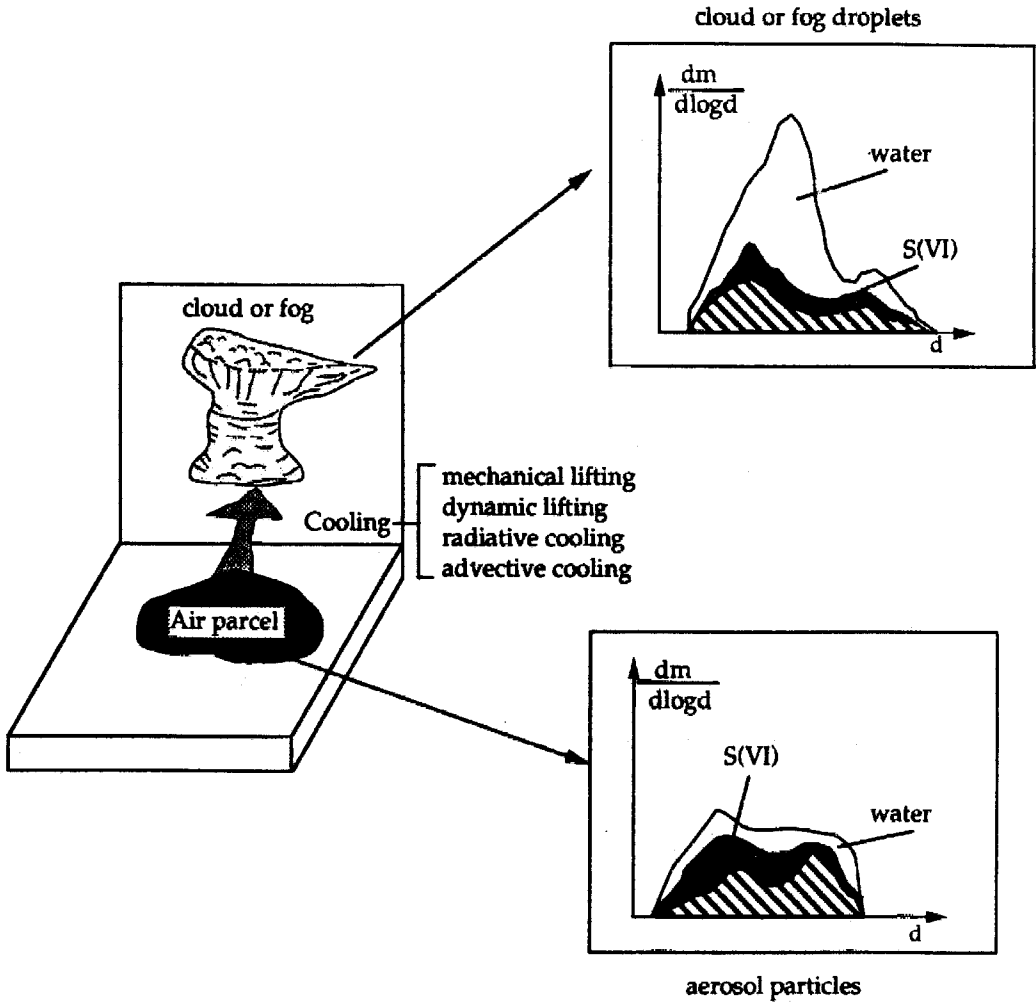 cloud or fog droplets
dm
dlogd
water
S(VI)
d
cloud or fog
Cooling
mechanical lifting
dynamic lifting
radiative cooling
advective cooling
Air parcel
dm
dlogd
S(VI)
water
d
aerosol particles